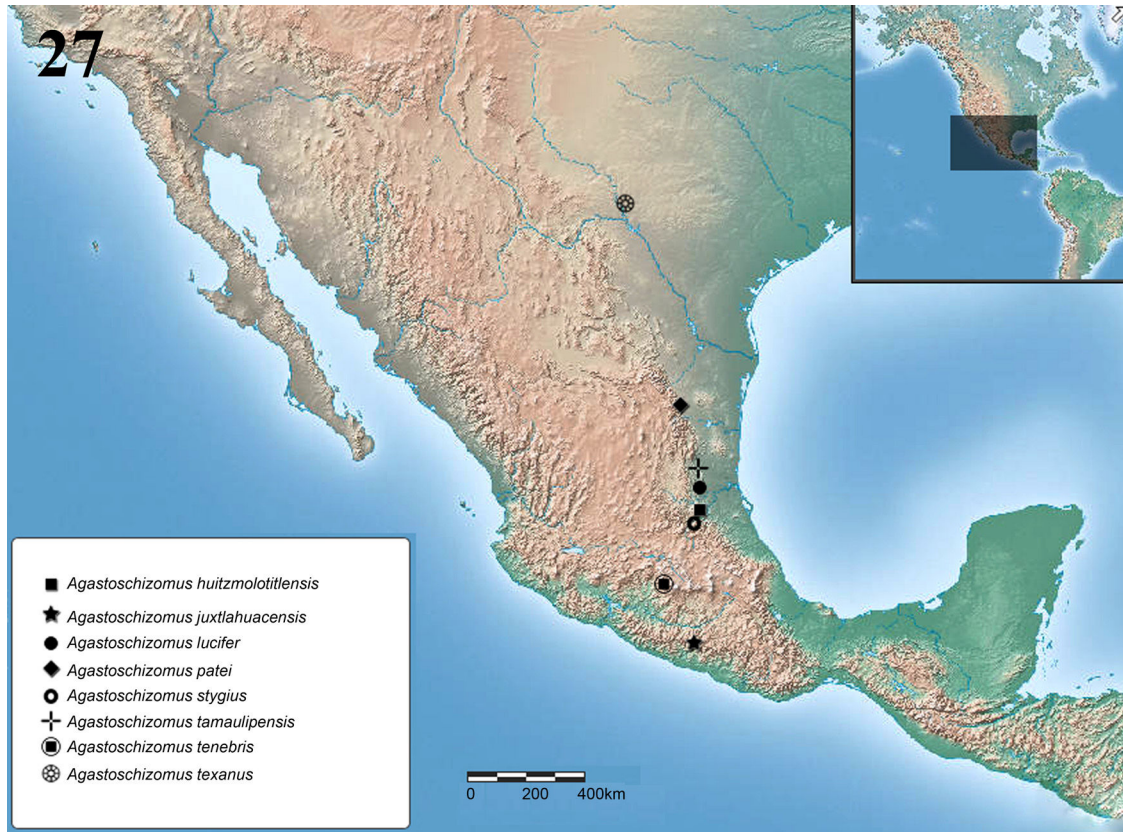 27
Agastoschizomus huitzmolotitlensis
Agastoschizomus juxtlahuacensis
Agastoschizomus lucifer
Agastoschizomus patei
Agastoschizomus stygius
Agastoschizomus tamaulipensis
Agastoschizomus tenebris
Agastoschizomus texanus
0 200 400km